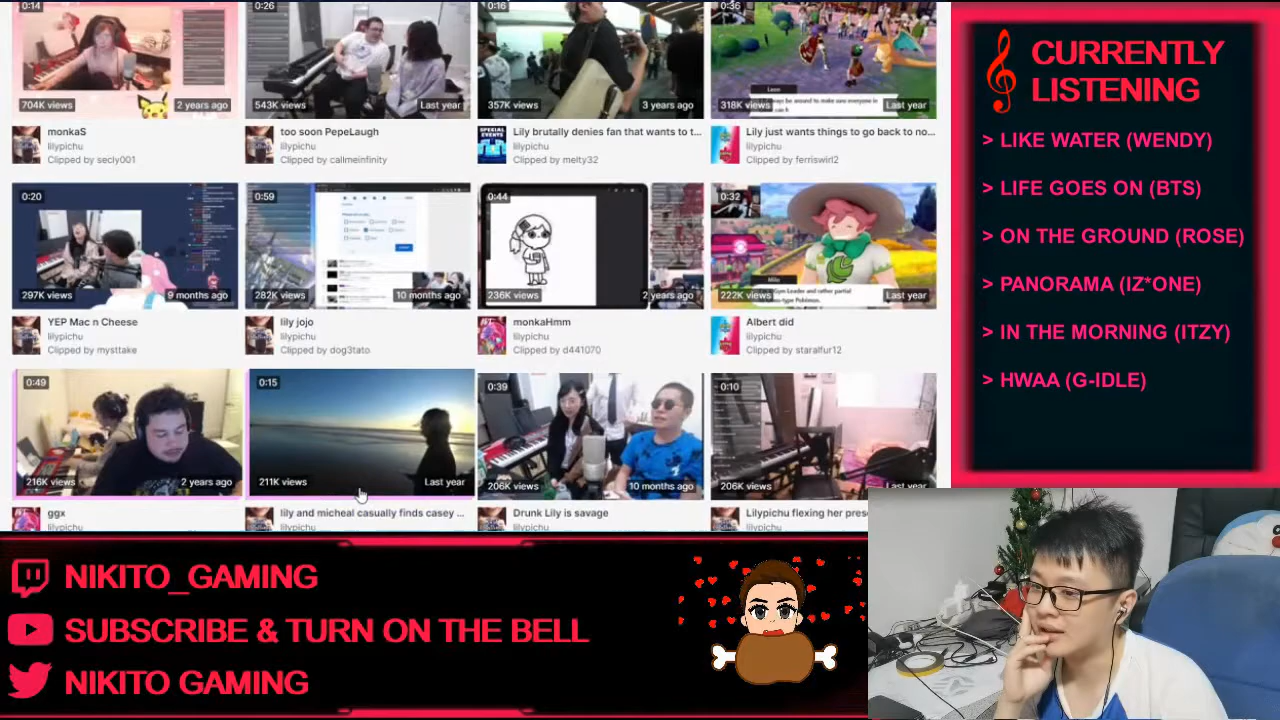 0:14
0:26
0:16
0:36
704K views
2 years ago
543K views
Last year
357K views
3 years ago
318K views
Last year
monkaS
lilypichu
Clipped by secly001
too soon PepeLaugh
lilypichu
Clipped by callmeinfinity
Lily brutally denies fan that wants to t...
lilypichu
Clipped by melty32
Lily just wants things to go back to no...
lilypichu
Clipped by ferriswirl2
0:20
0:59
0:44
0:32
297K views
9 months ago
282K views
10 months ago
236K views
2 years ago
Milo
222K views
Last year
YEP Mac n Cheese
lilypichu
Clipped by mysttake
lily jojo
lilypichu
Clipped by dog3tato
monkaHmm
lilypichu
Clipped by d441070
Albert did
lilypichu
Clipped by staralfur12
0:49
0:15
0:39
0:10
216K views
2 years ago
211K views
Last year
206K views
10 months ago
206K views
Last year
ggx
lilypichu
lily and micheal casually finds casey ...
lilypichu
Drunk Lily is savage
lilypichu
Lilypichu flexing her pres
lilypichu
CURRENTLY
LISTENING
> LIKE WATER (WENDY)
> LIFE GOES ON (BTS)
> ON THE GROUND (ROSE)
> PANORAMA (IZ*ONE)
> IN THE MORNING (ITZY)
> HWAA (G-IDLE)
NIKITO_GAMING
SUBSCRIBE & TURN ON THE BELL
NIKITO GAMING